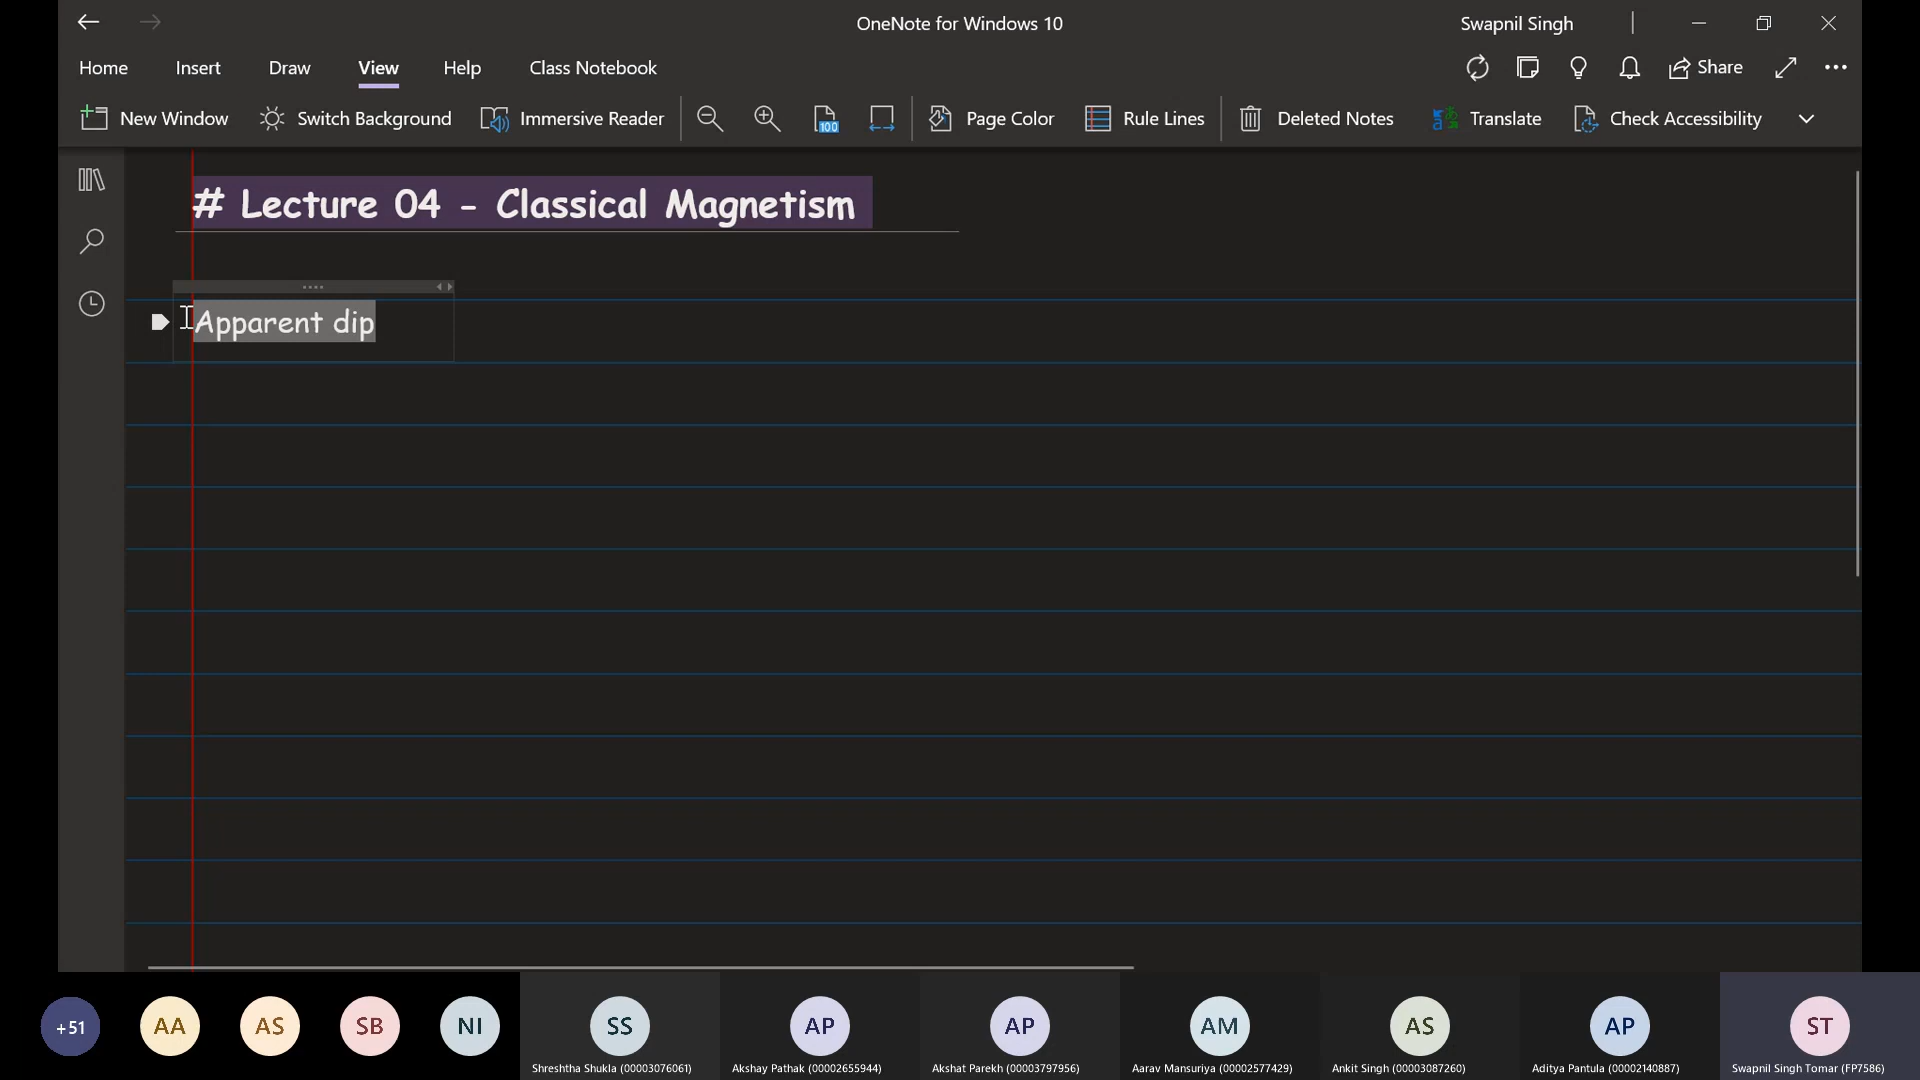 OneNote for Windows 10
Swapnil Singh
Home Insert Draw View Help Class Notebook
Share
New Window Switch Background Immersive Reader 100 Page Color Rule Lines Deleted Notes Translate Check Accessibility
# Lecture 04 - Classical Magnetism
Apparent dip
+51 AA AS SB NI SS AP AP AM AS AP ST
Shreshtha Shukla (00003076061) Akshay Pathak (00002655944) Akshat Parekh (00003797956) Aarav Mansuriya (00002577429) Ankit Singh (00003087260) Aditya Pantula (00002140887) Swapnil Singh Tomar (FP7586)